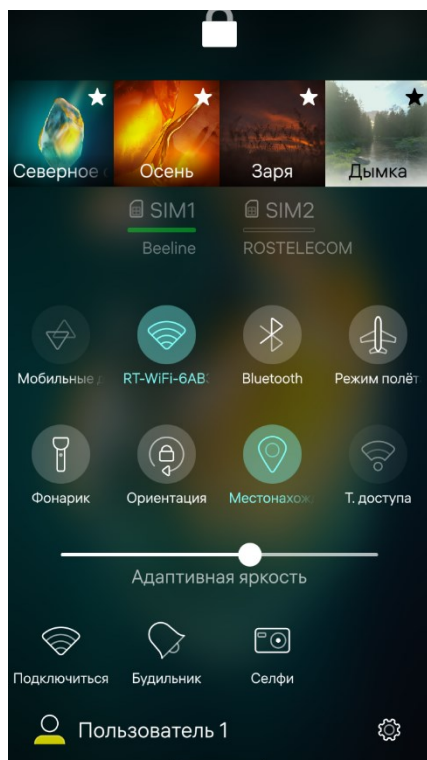 Северное
Осень
Заря
Дымка
SIM1
SIM2
Beeline
ROSTELECOM
Мобильные
RT-WiFi-6AB
Bluetooth
Режим полёт
Фонарик
Ориентация
Местонахож
Т. доступа
Адаптивная яркость
Подключиться
Будильник
Селфи
Пользователь 1